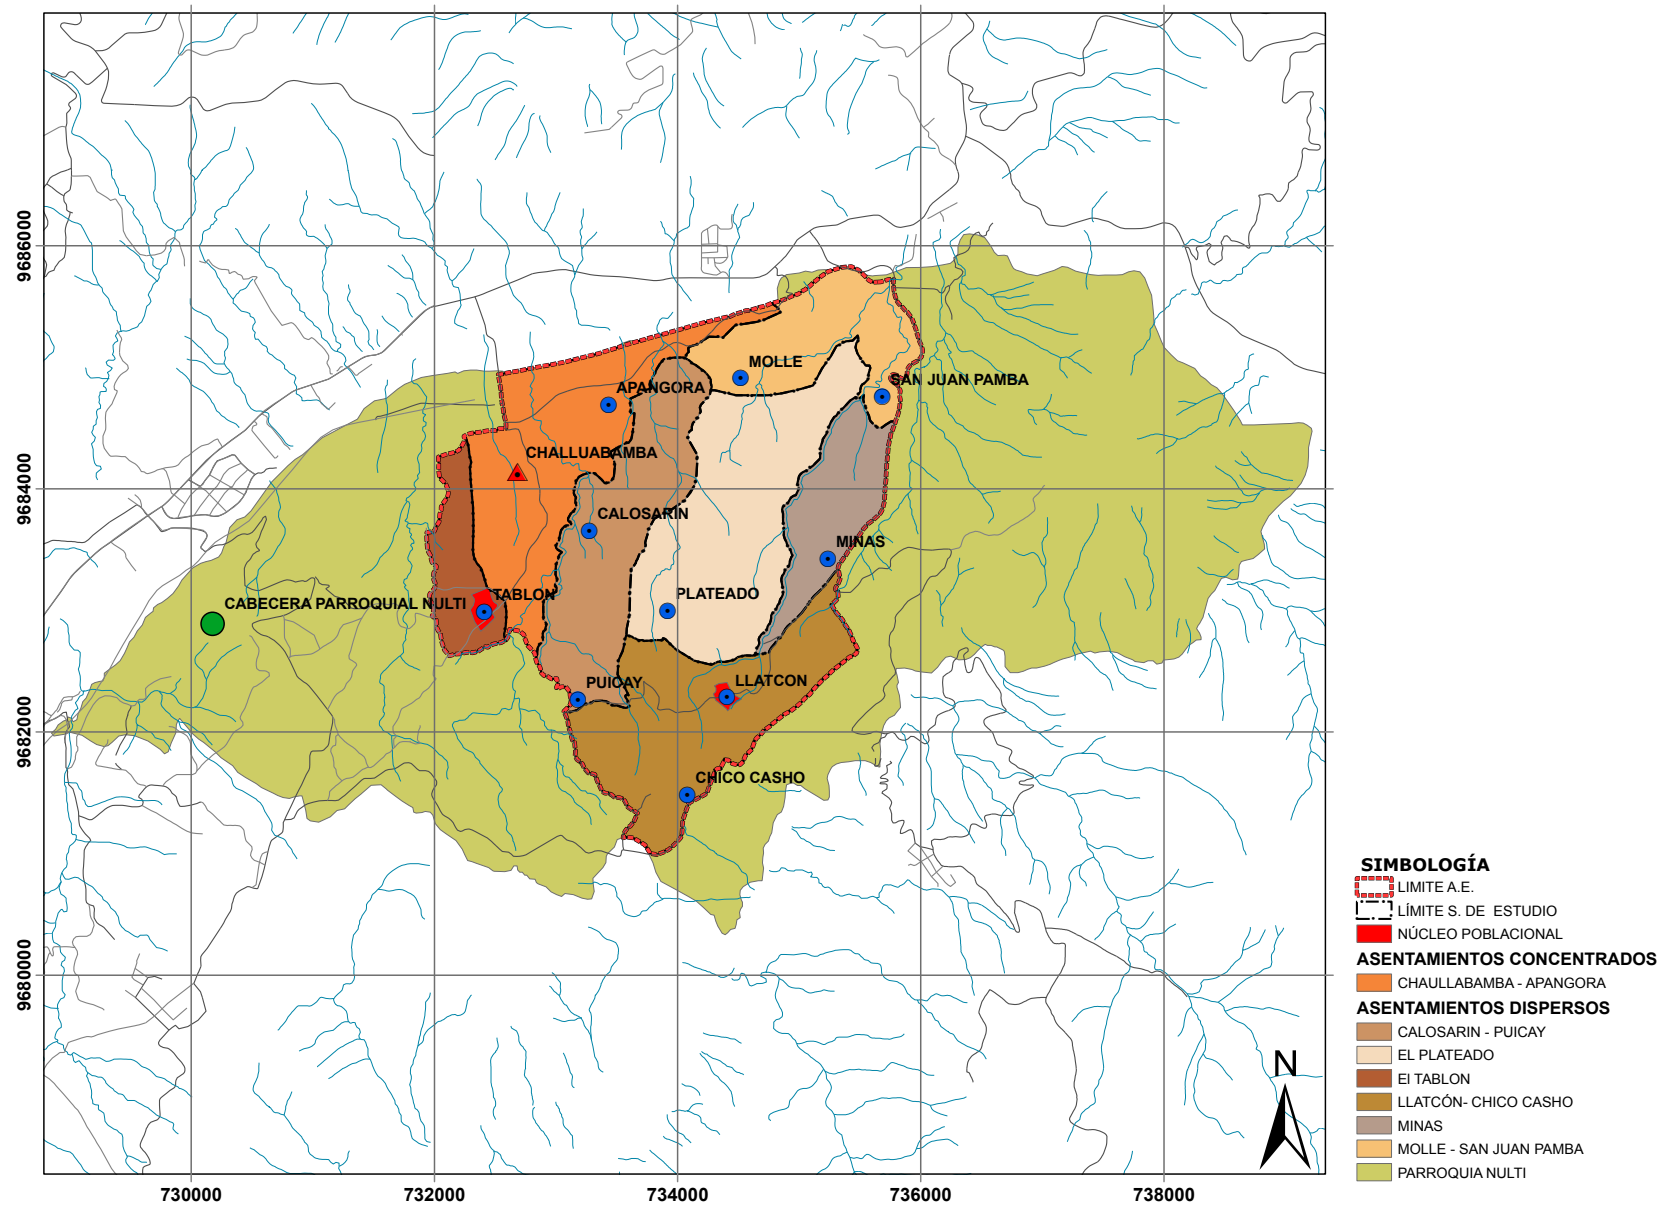 9686000
9684000
9682000
9680000
MOLLE
SAN JUAN PAMBA
APANGORA
CHALLUABAMBA
CALOSARIN
MINAS
PLATEADO
TABLON
CABECERA PARROQUIAL NULTI
PUICAY
LLATCON
CHICO CASHO
730000
732000
734000
736000
738000
N
SIMBOLOGÍA
LIMITE A.E.
LÍMITE S. DE ESTUDIO
NÚCLEO POBLACIONAL
ASENTAMIENTOS CONCENTRADOS
CHAULLABAMBA - APANGORA
ASENTAMIENTOS DISPERSOS
CALOSARIN - PUICAY
EL PLATEADO
El TABLON
LLATCÓN- CHICO CASHO
MINAS
MOLLE - SAN JUAN PAMBA
PARROQUIA NULTI